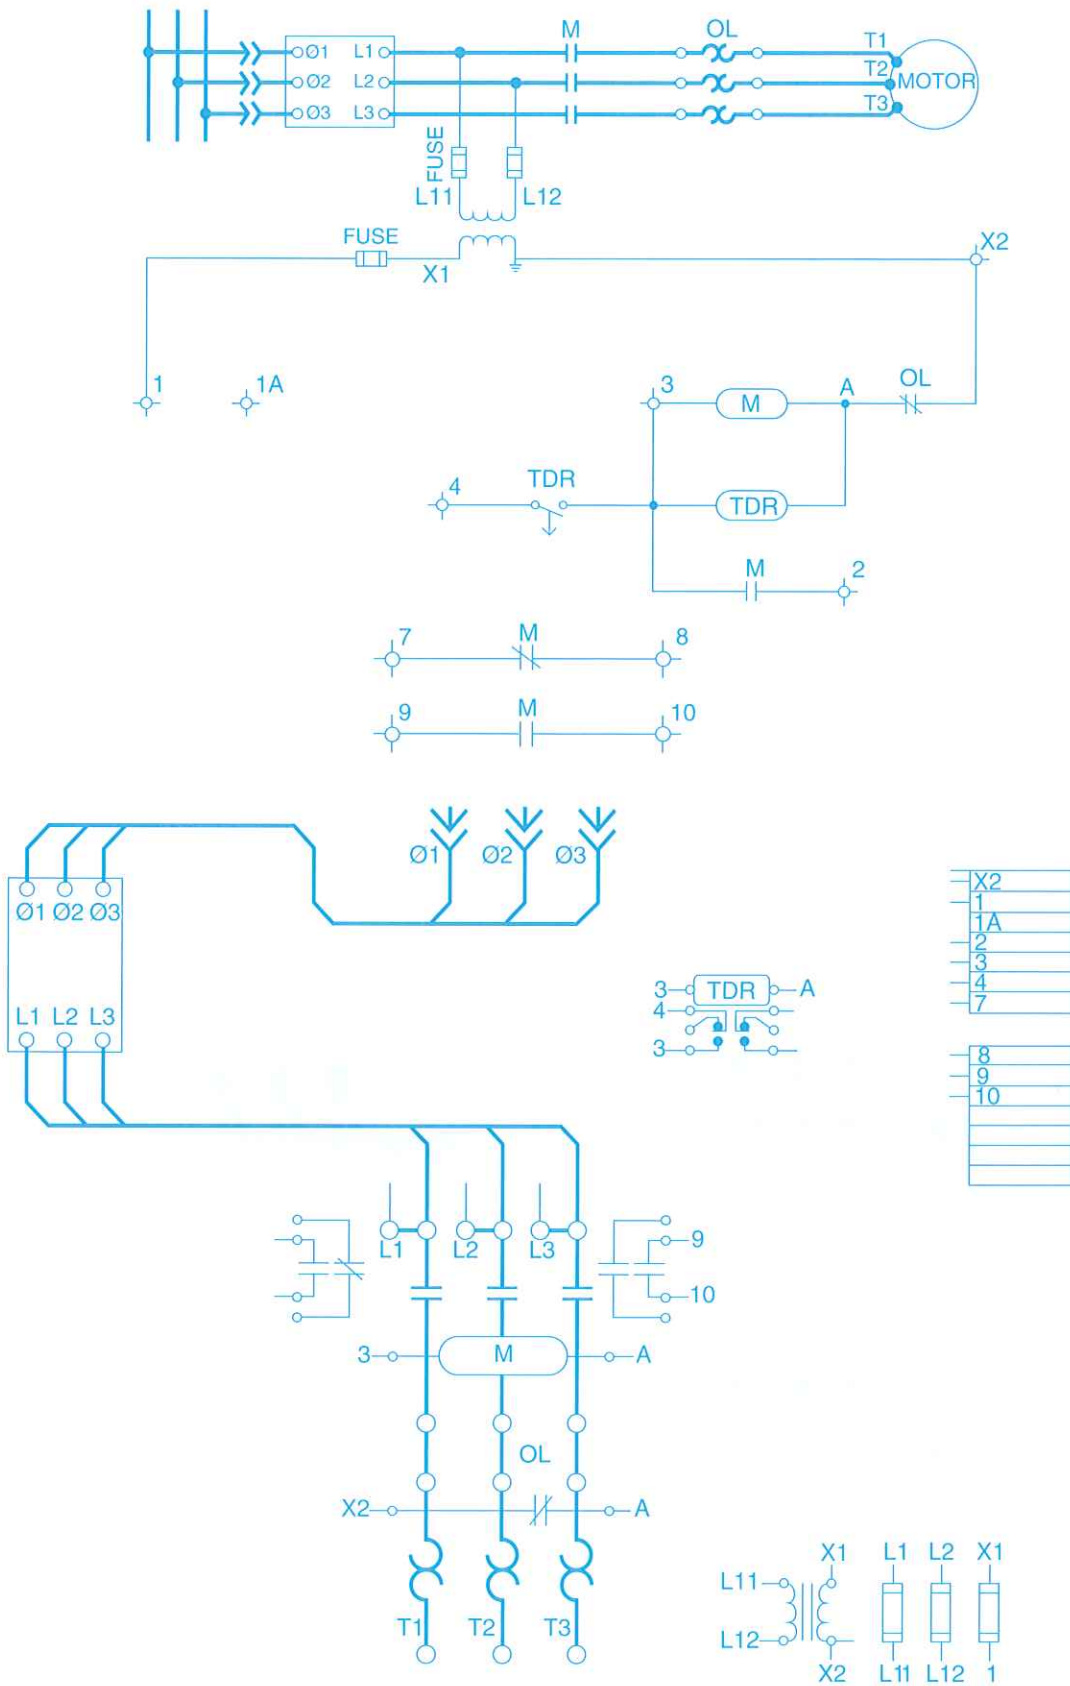 M OL
Ø1 L1 T1
Ø2 L2 T2 MOTOR
Ø3 L3 T3
FUSE
L11 L12
FUSE X2
X1
1 1A 3 M A OL
4 TDR TDR
M 2
7 M 8
9 M 10
Ø1 Ø2 Ø3
Ø1 Ø2 Ø3
L1 L2 L3
X2
1
1A
2
3
4
7
8
9
10
3 TDR A
4
3
L1 L2 L3 9
10
3 M A
OL
X2 A
T1 T2 T3
X1 L1 L2 X1
L11
L12
X2 L11 L12 1